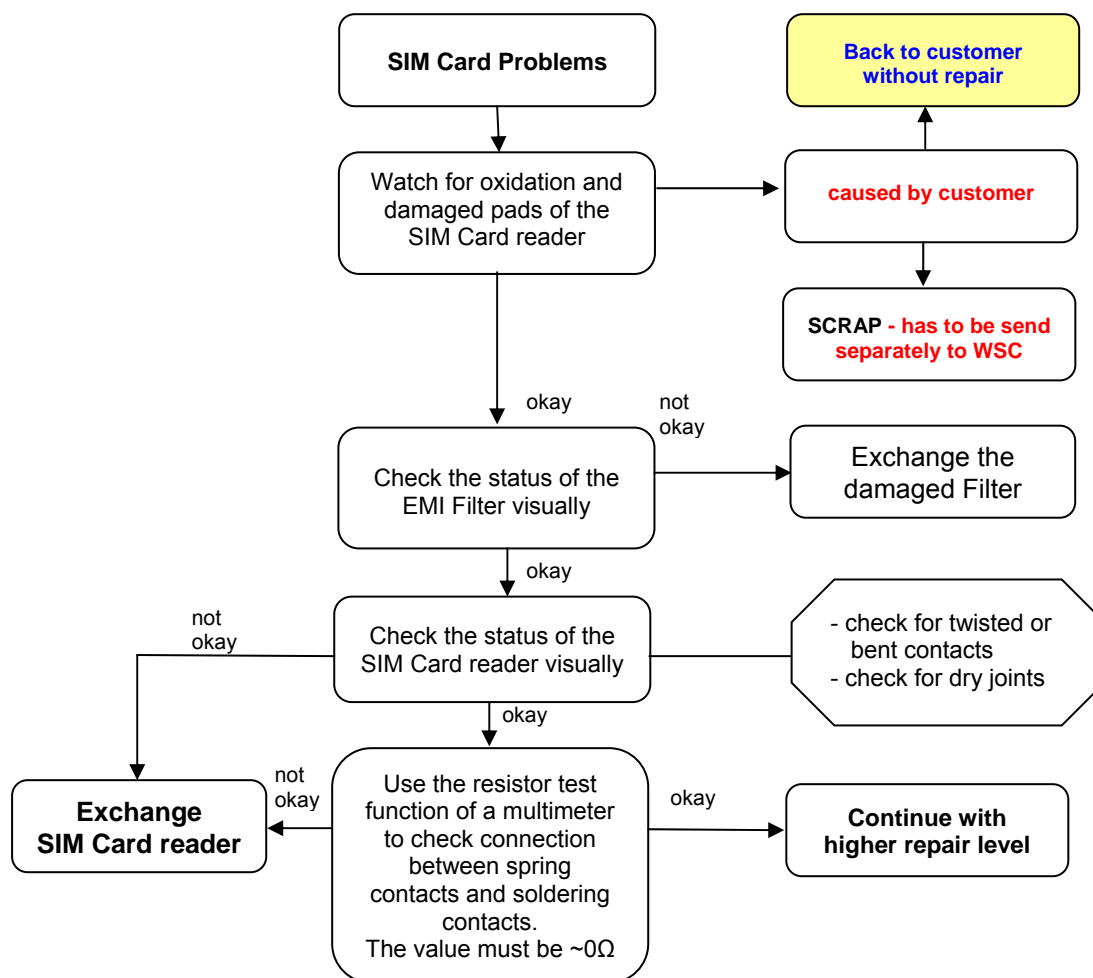 SIM Card Problems
Back to customer
without repair
Watch for oxidation and
damaged pads of the
SIM Card reader
caused by customer
SCRAP - has to be send
separately to WSC
okay
not
okay
Check the status of the
EMI Filter visually
Exchange the
damaged Filter
okay
not
okay
Check the status of the
SIM Card reader visually
- check for twisted or
bent contacts
- check for dry joints
okay
not
okay
Exchange
SIM Card reader
Use the resistor test
function of a multimeter
to check connection
between spring
contacts and soldering
contacts.
The value must be ~0Ω
okay
Continue with
higher repair level